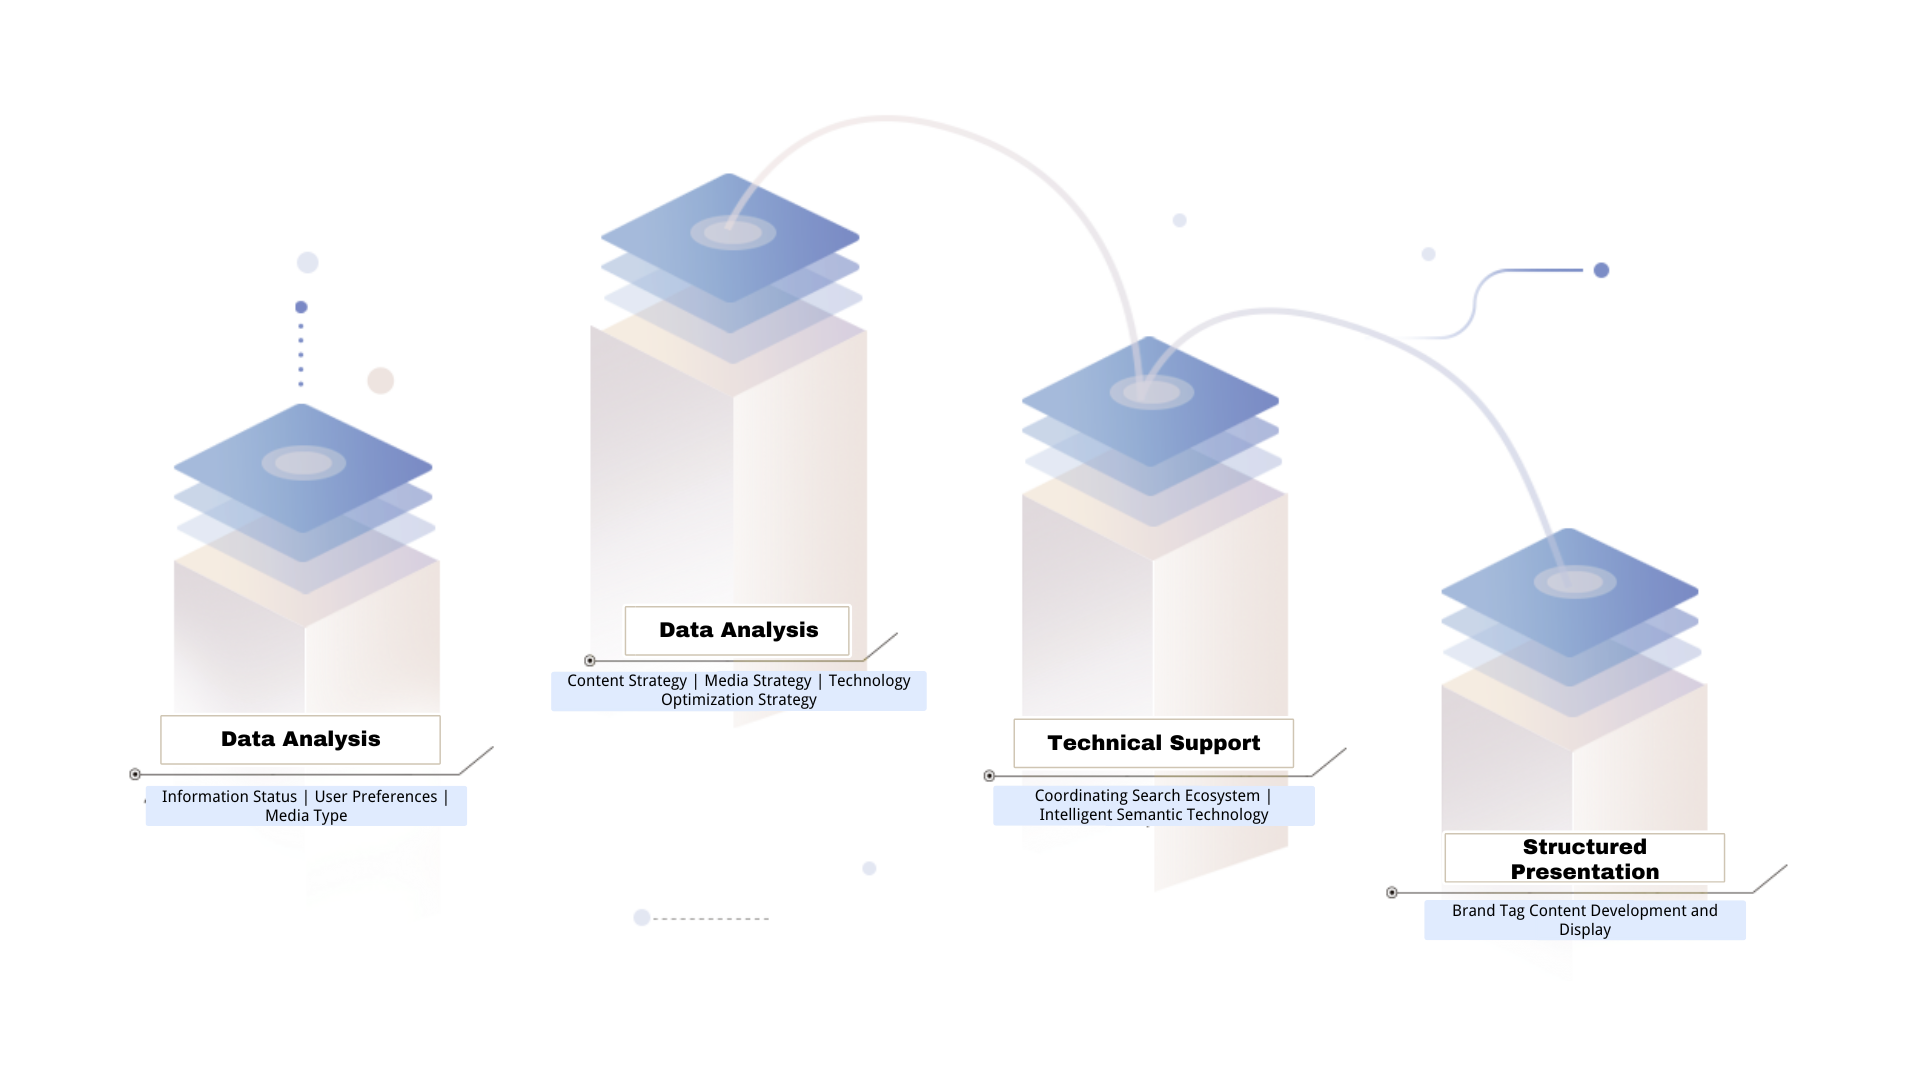 Data Analysis
Information Status | User Preferences |
Media Type
Data Analysis
Content Strategy | Media Strategy | Technology
Optimization Strategy
Technical Support
Coordinating Search Ecosystem |
Intelligent Semantic Technology
Structured
Presentation
Brand Tag Content Development and
Display